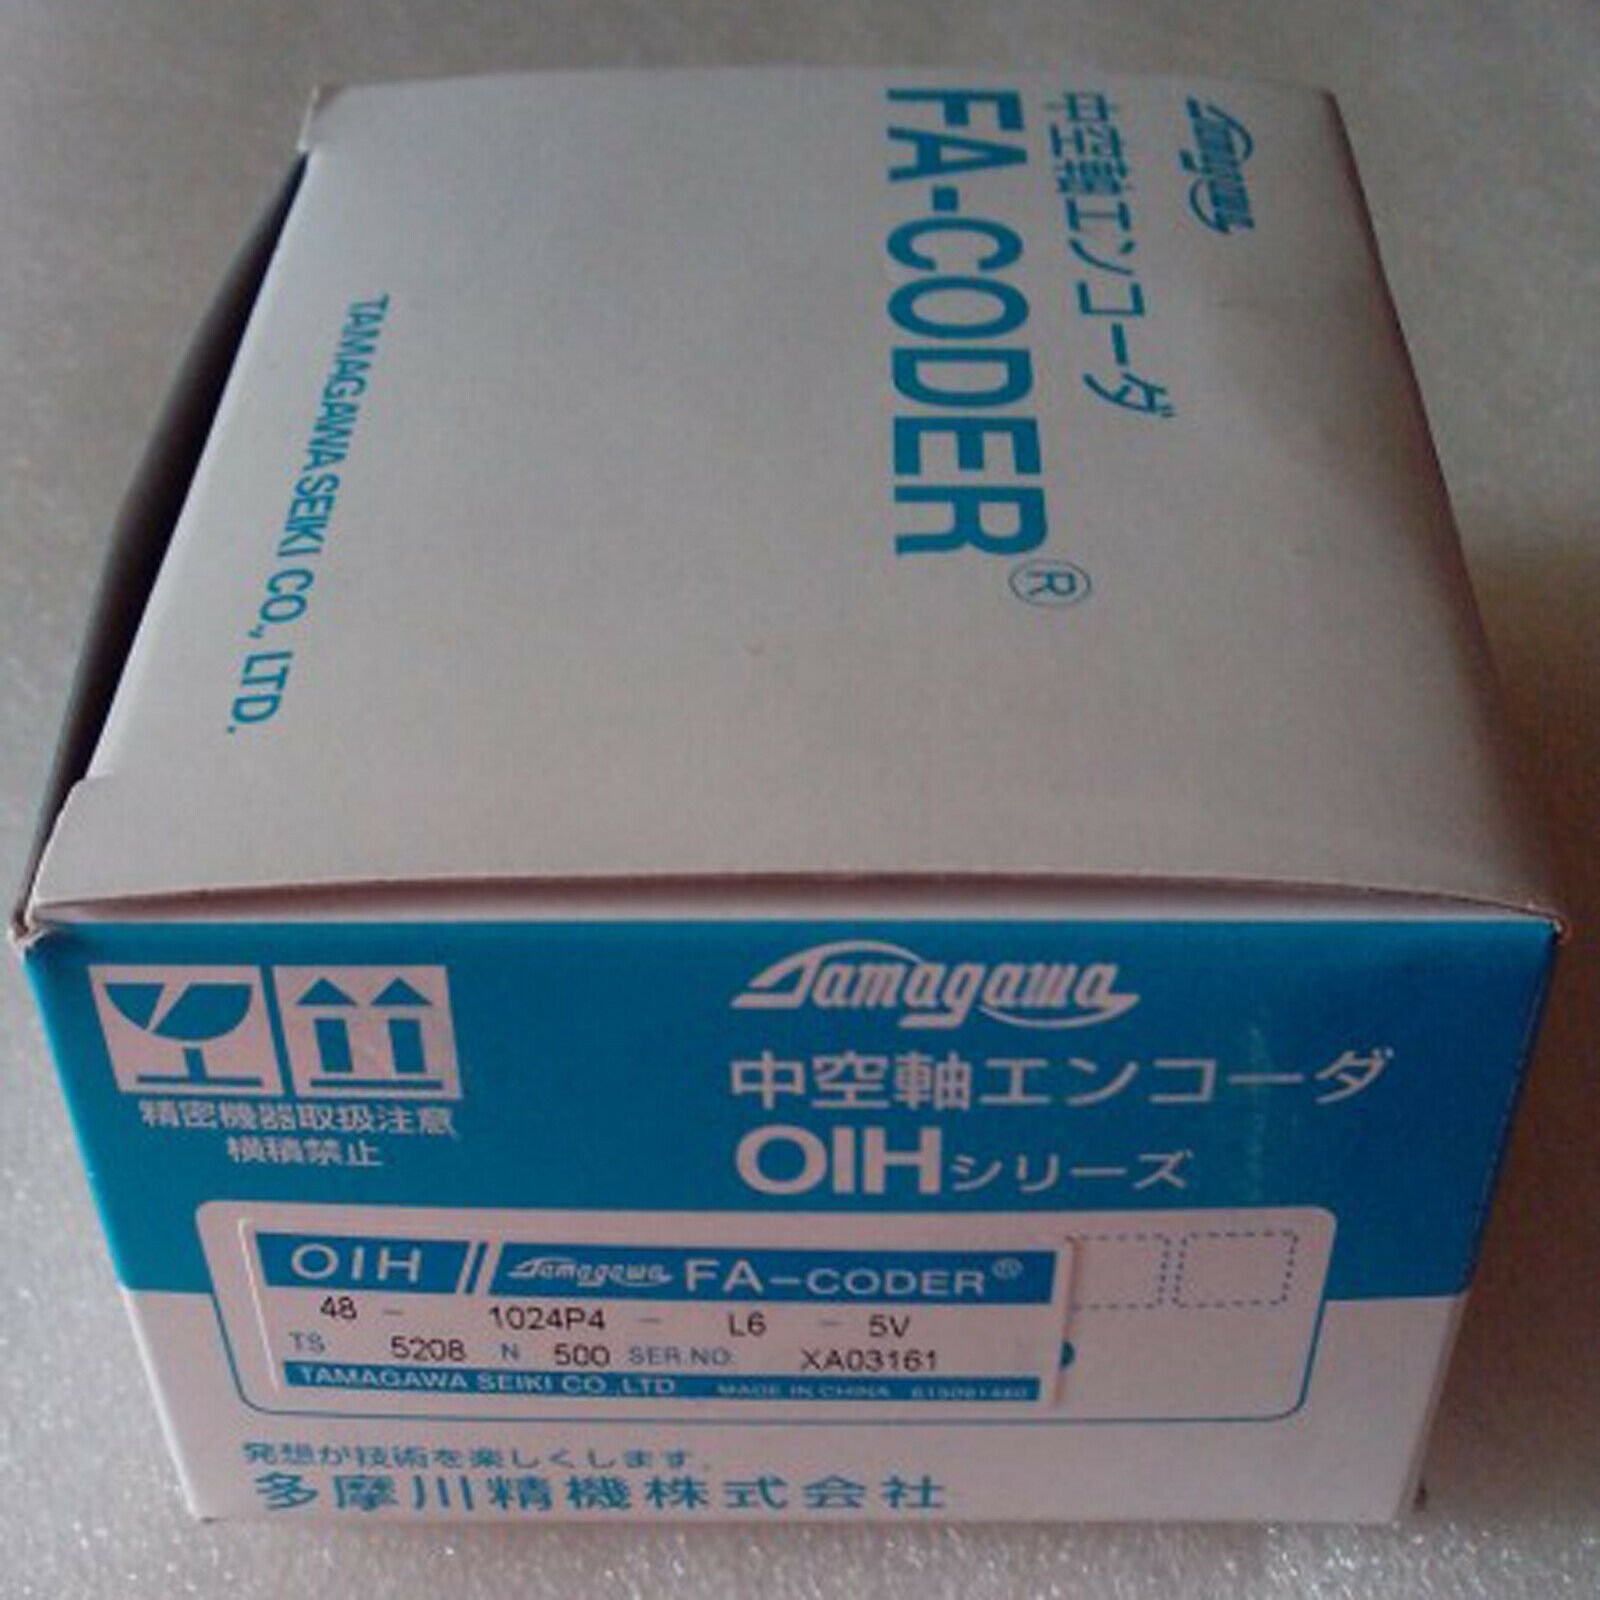 Tamagawa
中空軸エンコーダ
FA-CODER®
TAMAGAWA SEIKI CO., LTD.
Tamagawa
中空軸エンコーダ
OIHシリーズ
精密機器取扱注意
横積禁止
OIH // Tamagawa FA-CODER®
48 - 1024P4 - L6 - 5V
TS 5208 N 500 SER.NO. XA03161
TAMAGAWA SEIKI CO.,LTD MADE IN CHINA
発想が技術を楽しくします.
多摩川精機株式会社